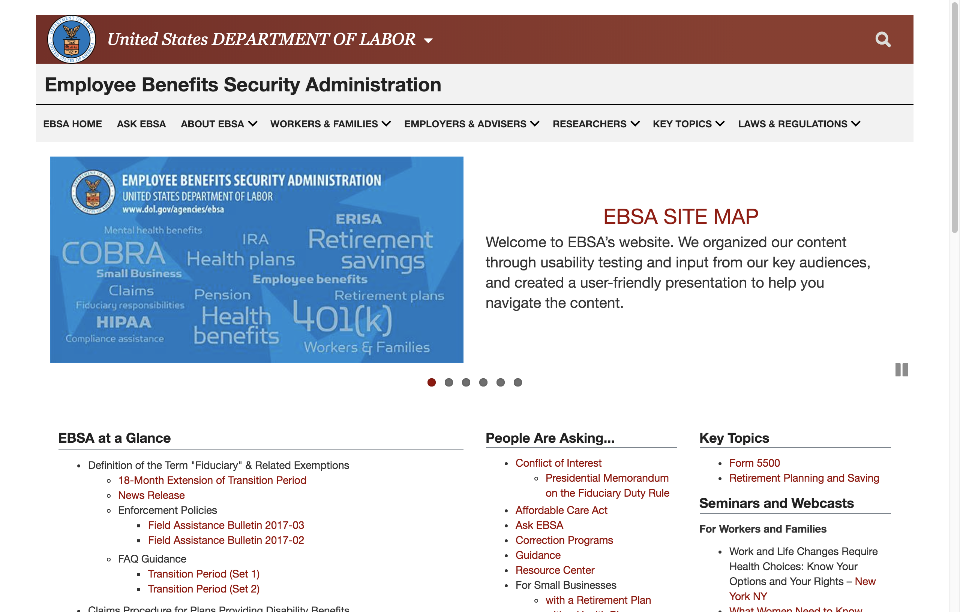 United States DEPARTMENT OF LABOR
Employee Benefits Security Administration
EBSA HOME ASK EBSA ABOUT EBSA WORKERS & FAMILIES EMPLOYERS & ADVISERS RESEARCHERS KEY TOPICS LAWS & REGULATIONS
EMPLOYEE BENEFITS SECURITY ADMINISTRATION
UNITED STATES DEPARTMENT OF LABOR
www.dol.gov/agencies/ebsa
ERISA
Mental health benefits
IRA
Retirement savings
COBRA
Health plans
Small Business
Employee benefits
Claims
Pension
Retirement plans
Fiduciary responsibilities
Health benefits
401(k)
HIPAA
Compliance assistance
Workers & Families
EBSA SITE MAP
Welcome to EBSA's website. We organized our content
through usability testing and input from our key audiences,
and created a user-friendly presentation to help you
navigate the content.
EBSA at a Glance
Definition of the Term "Fiduciary" & Related Exemptions
18-Month Extension of Transition Period
News Release
Enforcement Policies
Field Assistance Bulletin 2017-03
Field Assistance Bulletin 2017-02
FAQ Guidance
Transition Period (Set 1)
Transition Period (Set 2)
Claims Procedure for Plans Providing Disability Benefits
People Are Asking...
Conflict of Interest
Presidential Memorandum
on the Fiduciary Duty Rule
Affordable Care Act
Ask EBSA
Correction Programs
Guidance
Resource Center
For Small Businesses
with a Retirement Plan
Key Topics
Form 5500
Retirement Planning and Saving
Seminars and Webcasts
For Workers and Families
Work and Life Changes Require
Health Choices: Know Your
Options and Your Rights – New
York NY
What Women Need to Know